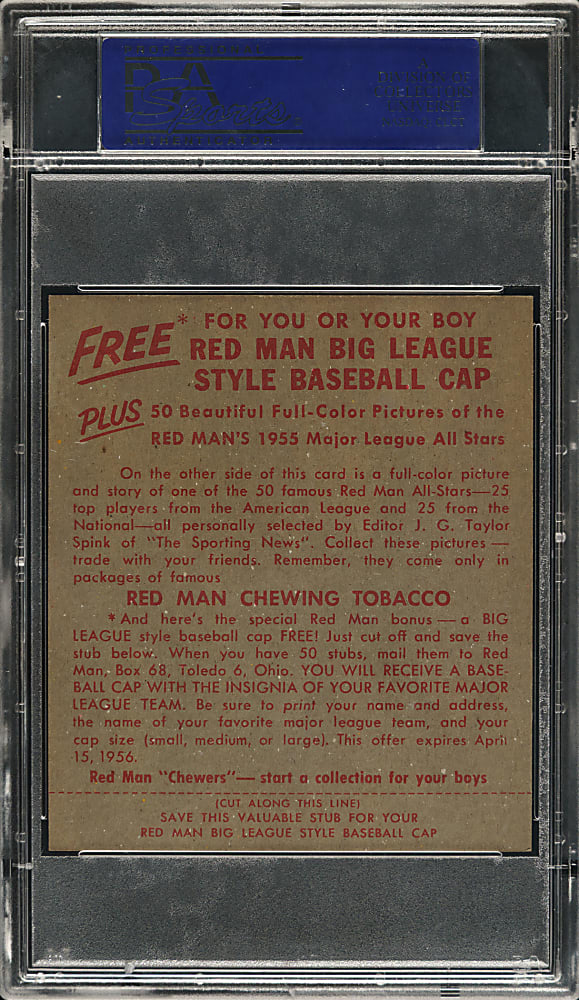 PROFESSIONAL
PSA
Sports
AUTHENTICATION
A
DIVISION OF
COLLECTORS
UNIVERSE
FREE* FOR YOU OR YOUR BOY
RED MAN BIG LEAGUE
STYLE BASEBALL CAP
PLUS 50 Beautiful Full-Color Pictures of the
RED MAN'S 1955 Major League All Stars
On the other side of this card is a full-color picture
and story of one of the 50 famous Red Man All-Stars—25
top players from the American League and 25 from the
National—all personally selected by Editor J. G. Taylor
Spink of "The Sporting News". Collect these pictures —
trade with your friends. Remember, they come only in
packages of famous
RED MAN CHEWING TOBACCO
*And here's the special Red Man bonus — a BIG
LEAGUE style baseball cap FREE! Just cut off and save the
stub below. When you have 50 stubs, mail them to Red
Man, Box 68, Toledo 6, Ohio. YOU WILL RECEIVE A BASE-
BALL CAP WITH THE INSIGNIA OF YOUR FAVORITE MAJOR
LEAGUE TEAM. Be sure to print your name and address,
the name of your favorite major league team, and your
cap size (small, medium, or large). This offer expires April
15, 1956.
Red Man "Chewers"— start a collection for your boys
(CUT ALONG THIS LINE)
SAVE THIS VALUABLE STUB FOR YOUR
RED MAN BIG LEAGUE STYLE BASEBALL CAP